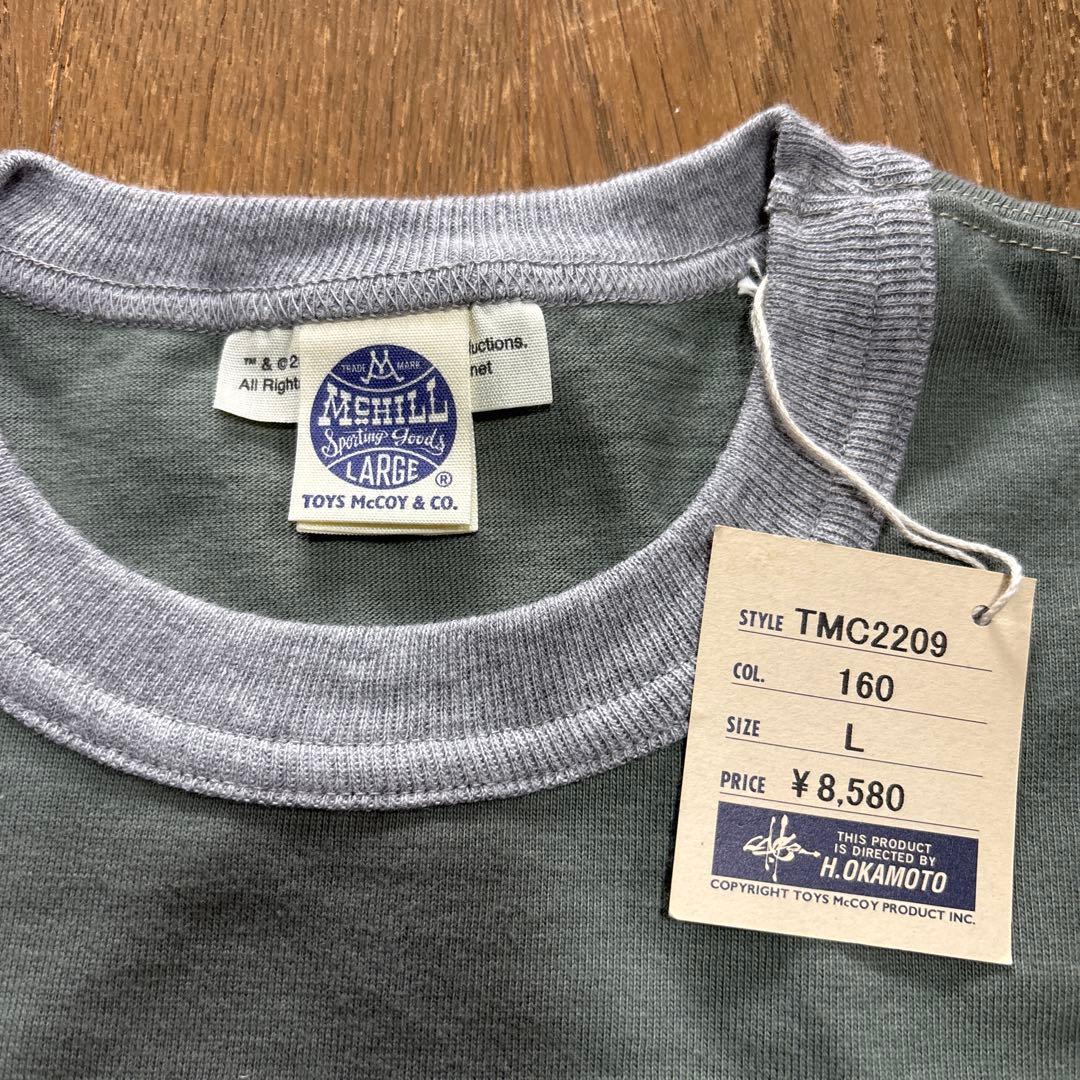 ™ & ©2
All Righ
uctions.
net
TRADE M MARK
McHILL
Sporting Goods
LARGE ®
TOYS McCOY & CO.
STYLE TMC2209
COL. 160
SIZE L
PRICE ¥8,580
THIS PRODUCT
IS DIRECTED BY
H.OKAMOTO
COPYRIGHT TOYS McCOY PRODUCT INC.